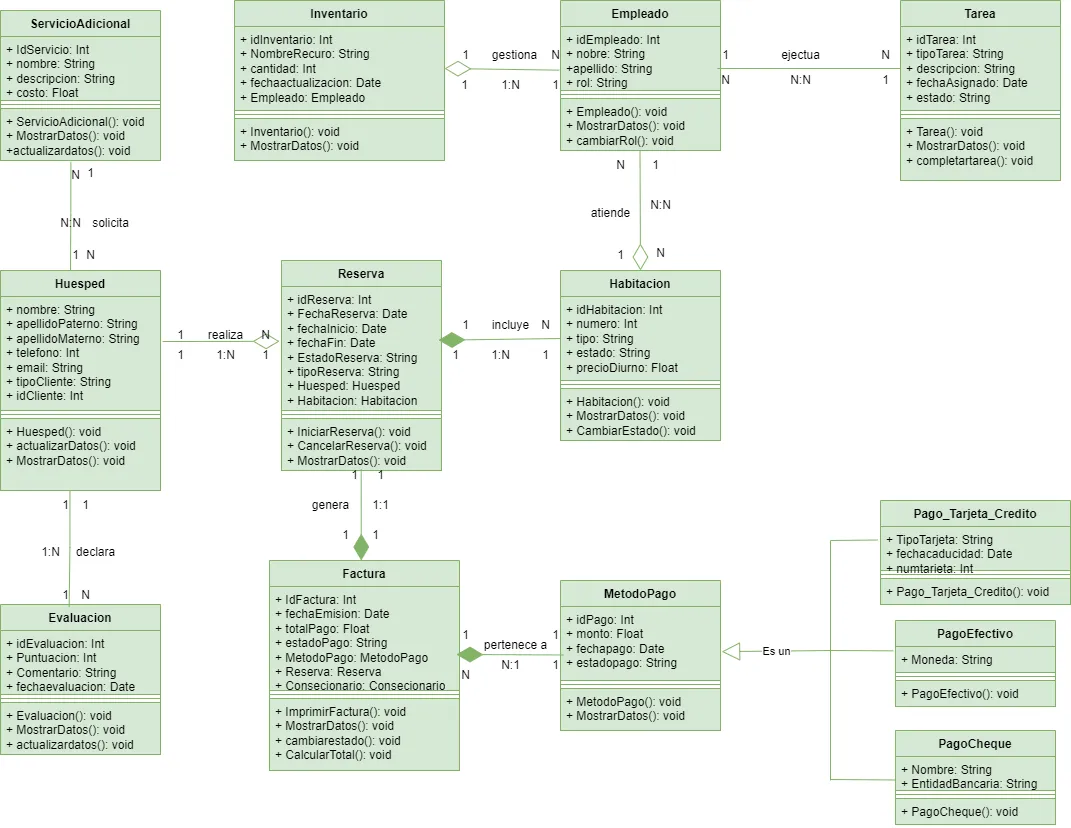 ServicioAdicional
+ IdServicio: Int
+ nombre: String
+ descripcion: String
+ costo: Float
+ ServicioAdicional(): void
+ MostrarDatos(): void
+actualizardatos(): void
Inventario
+ idInventario: Int
+ NombreRecuro: String
+ cantidad: Int
+ fechaactualizacion: Date
+ Empleado: Empleado
+ Inventario(): void
+ MostrarDatos(): void
1 gestiona N
1 1:N 1
Empleado
+ idEmpleado: Int
+ nobre: String
+apellido: String
+ rol: String
+ Empleado(): void
+ MostrarDatos(): void
+ cambiarRol(): void
1 ejectua N
N N:N 1
Tarea
+ idTarea: Int
+ tipoTarea: String
+ descripcion: String
+ fechaAsignado: Date
+ estado: String
+ Tarea(): void
+ MostrarDatos(): void
+ completartarea(): void
N 1
N:N solicita
1 N
N 1
N:N
atiende
1 N
Huesped
+ nombre: String
+ apellidoPaterno: String
+ apellidoMaterno: String
+ telefono: Int
+ email: String
+ tipoCliente: String
+ idCliente: Int
+ Huesped(): void
+ actualizarDatos(): void
+ MostrarDatos(): void
1 realiza N
1 1:N 1
Reserva
+ idReserva: Int
+ FechaReserva: Date
+ fechaInicio: Date
+ fechaFin: Date
+ EstadoReserva: String
+ tipoReserva: String
+ Huesped: Huesped
+ Habitacion: Habitacion
+ IniciarReserva(): void
+ CancelarReserva(): void
+ MostrarDatos(): void
1 incluye N
1 1:N 1
Habitacion
+ idHabitacion: Int
+ numero: Int
+ tipo: String
+ estado: String
+ precioDiurno: Float
+ Habitacion(): void
+ MostrarDatos(): void
+ CambiarEstado(): void
1 1
1:N declara
1 N
1 1
genera 1:1
1 1
Evaluacion
+ idEvaluacion: Int
+ Puntuacion: Int
+ Comentario: String
+ fechaevaluacion: Date
+ Evaluacion(): void
+ MostrarDatos(): void
+ actualizardatos(): void
Factura
+ IdFactura: Int
+ fechaEmision: Date
+ totalPago: Float
+ estadoPago: String
+ MetodoPago: MetodoPago
+ Reserva: Reserva
+ Consecionario: Consecionario
+ ImprimirFactura(): void
+ MostrarDatos(): void
+ cambiarestado(): void
+ CalcularTotal(): void
1 1
pertenece a
N N:1 1
MetodoPago
+ idPago: Int
+ monto: Float
+ fechapago: Date
+ estadopago: String
+ MetodoPago(): void
+ MostrarDatos(): void
Es un
Pago_Tarjeta_Credito
+ TipoTarjeta: String
+ fechacaducidad: Date
+ numtarjeta: Int
+ Pago_Tarjeta_Credito(): void
PagoEfectivo
+ Moneda: String
+ PagoEfectivo(): void
PagoCheque
+ Nombre: String
+ EntidadBancaria: String
+ PagoCheque(): void